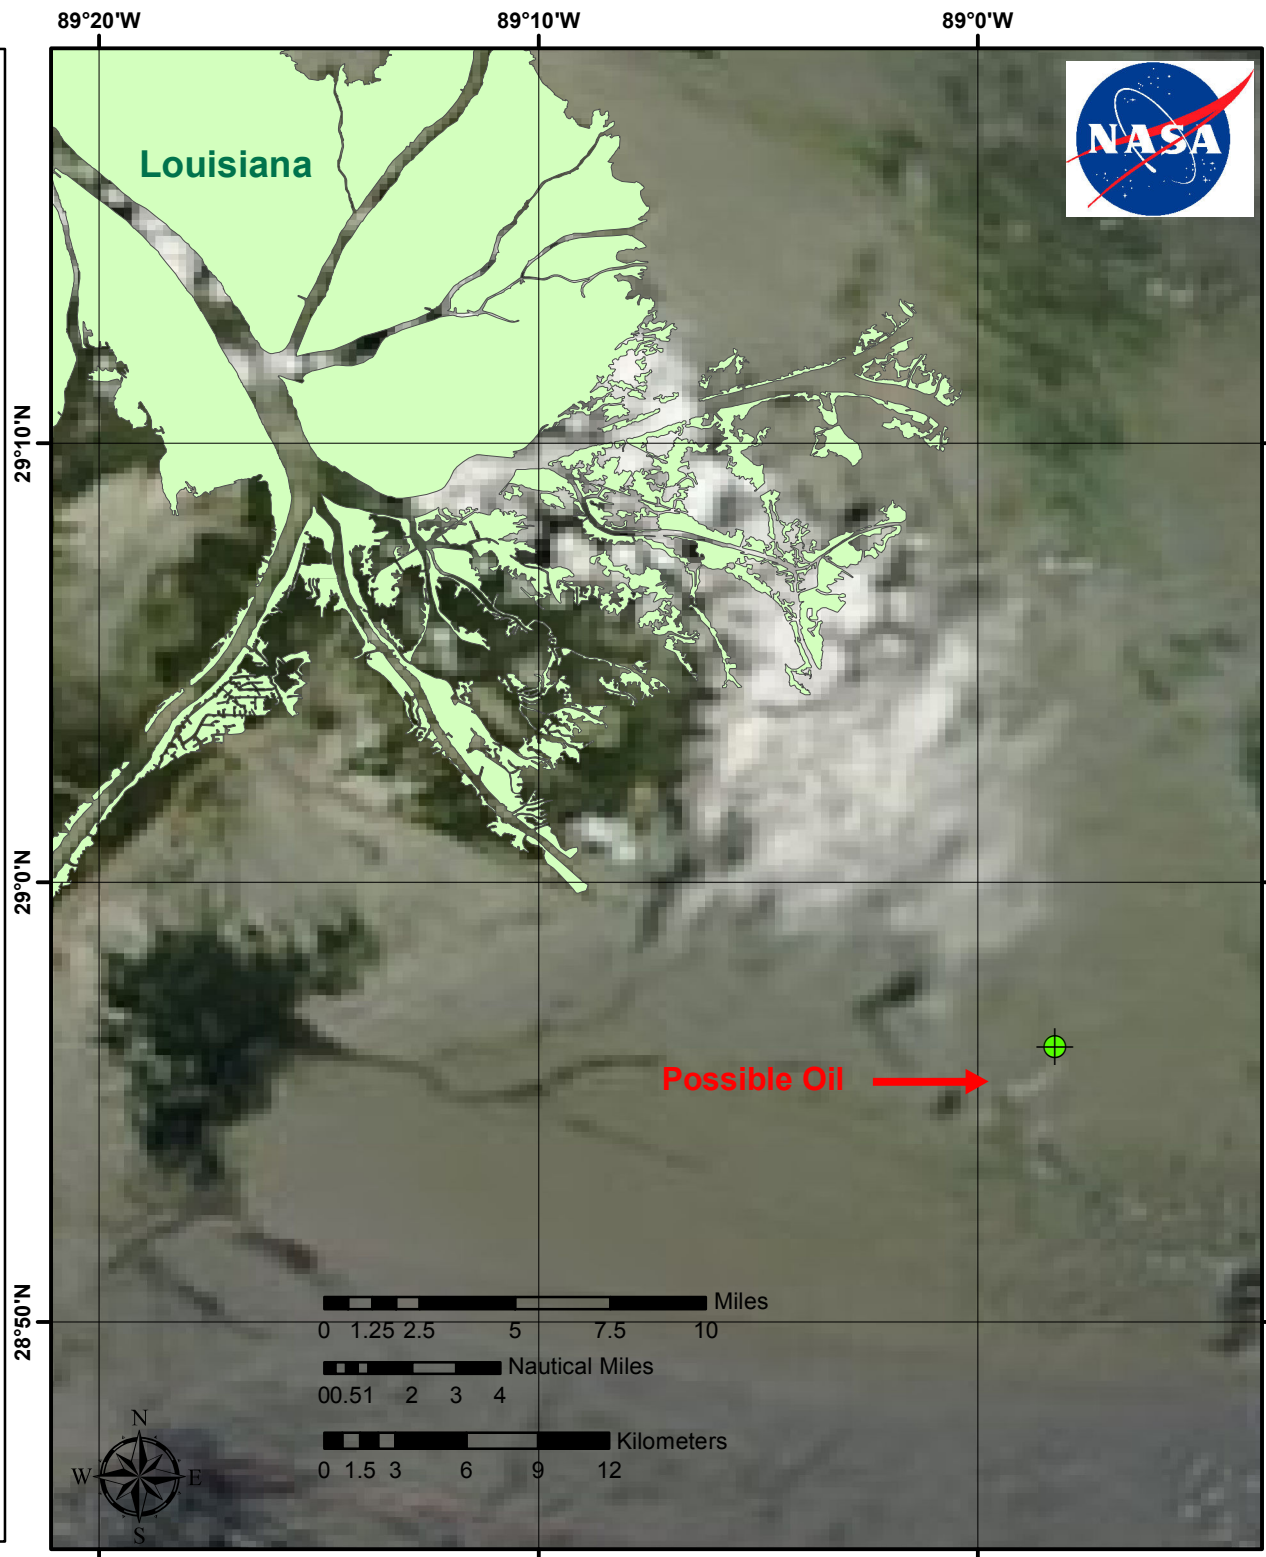 89°20'W 89°10'W 89°0'W
NASA
Louisiana
29°10'N
29°0'N
Possible Oil
28°50'N
Miles
0 1.25 2.5 5 7.5 10
Nautical Miles
00.51 2 3 4
Kilometers
0 1.5 3 6 9 12
N
W E
S